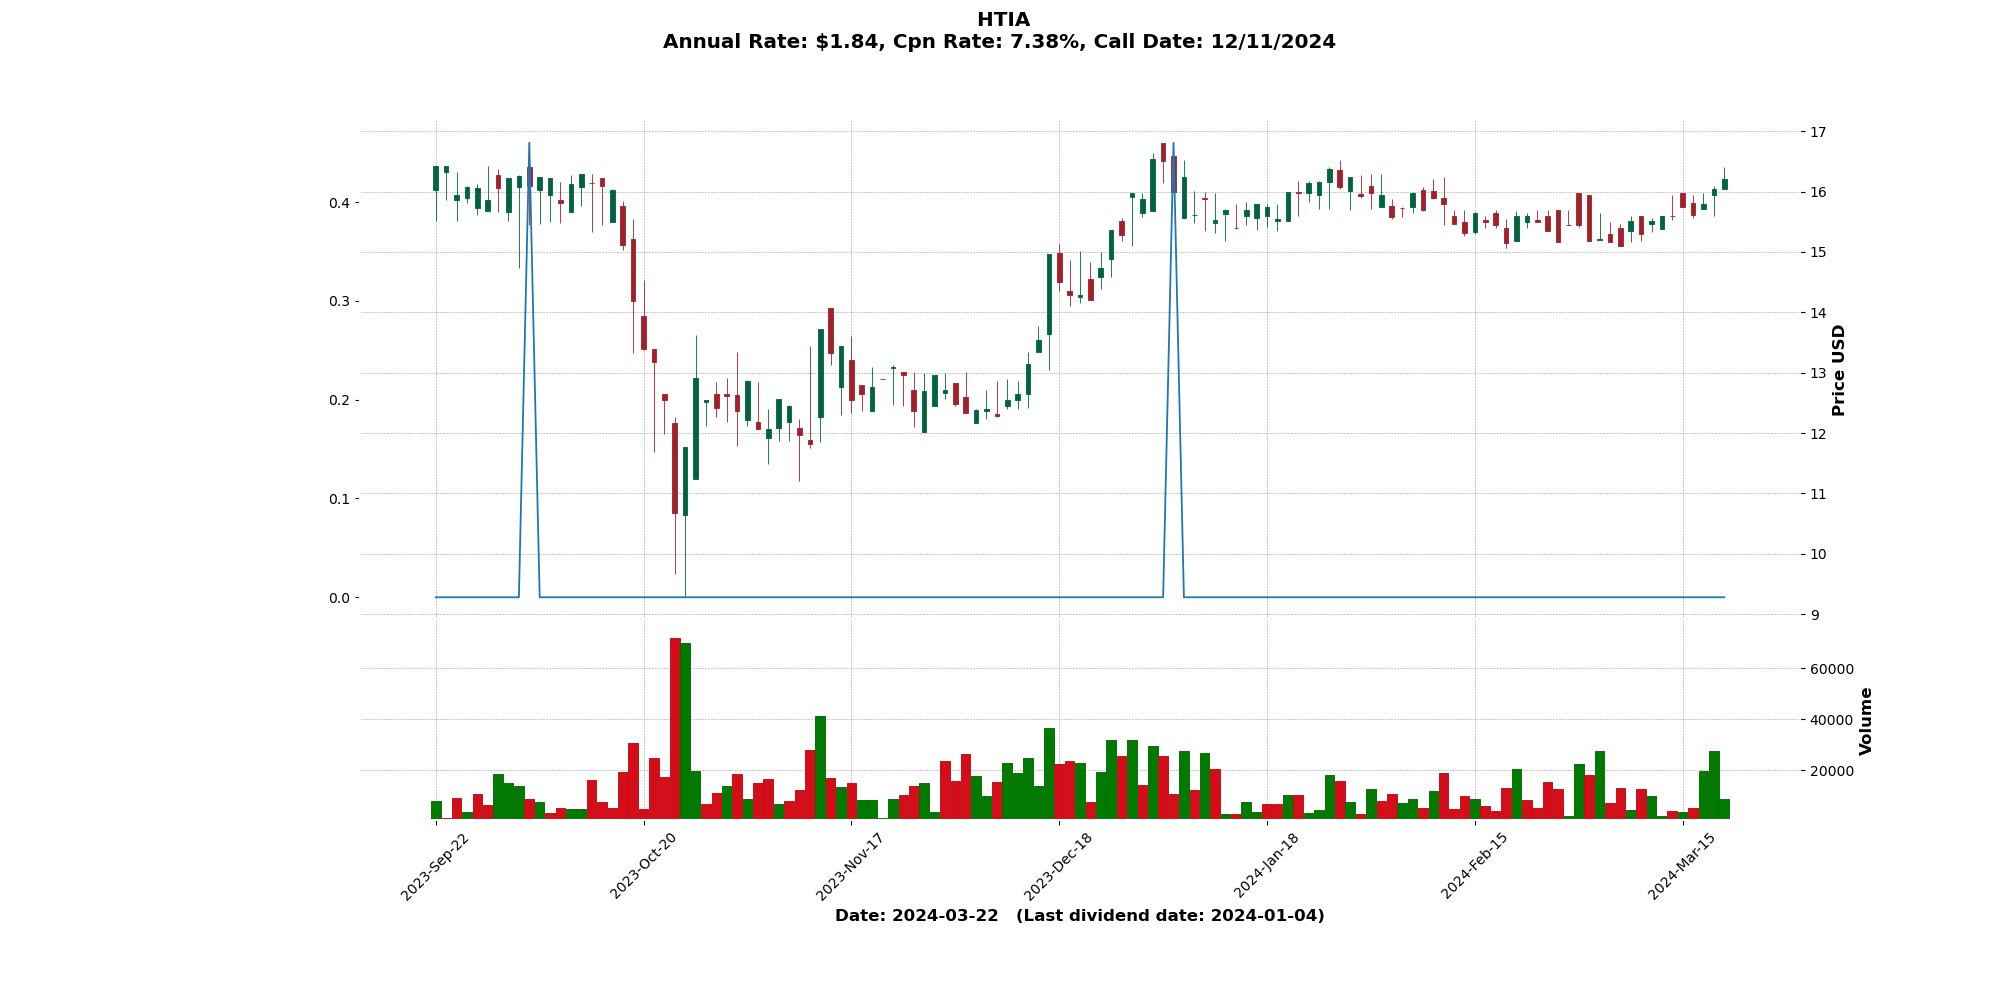 HTIA
Annual Rate: $1.84, Cpn Rate: 7.38%, Call Date: 12/11/2024
0.4
0.3
0.2
0.1
0.0
17
16
15
14
13
12
11
10
9
Price USD
60000
40000
20000
Volume
2023-Sep-22
2023-Oct-20
2023-Nov-17
2023-Dec-18
2024-Jan-18
2024-Feb-15
2024-Mar-15
Date: 2024-03-22 (Last dividend date: 2024-01-04)